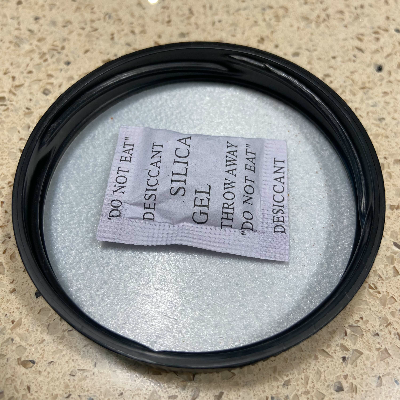 "DO NOT EAT"
DESICCANT
SILICA
GEL
THROW AWAY
"DO NOT EAT"
DESICCANT